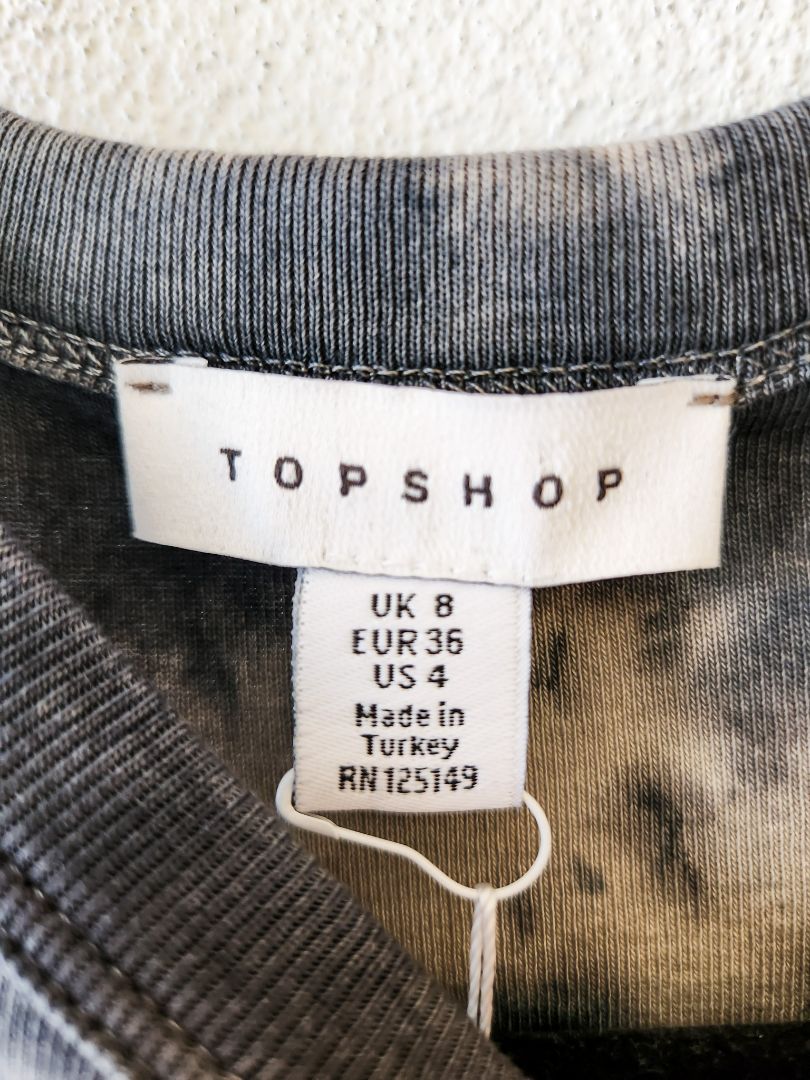 TOPSHOP
UK 8
EUR 36
US 4
Made in
Turkey
RN 125149